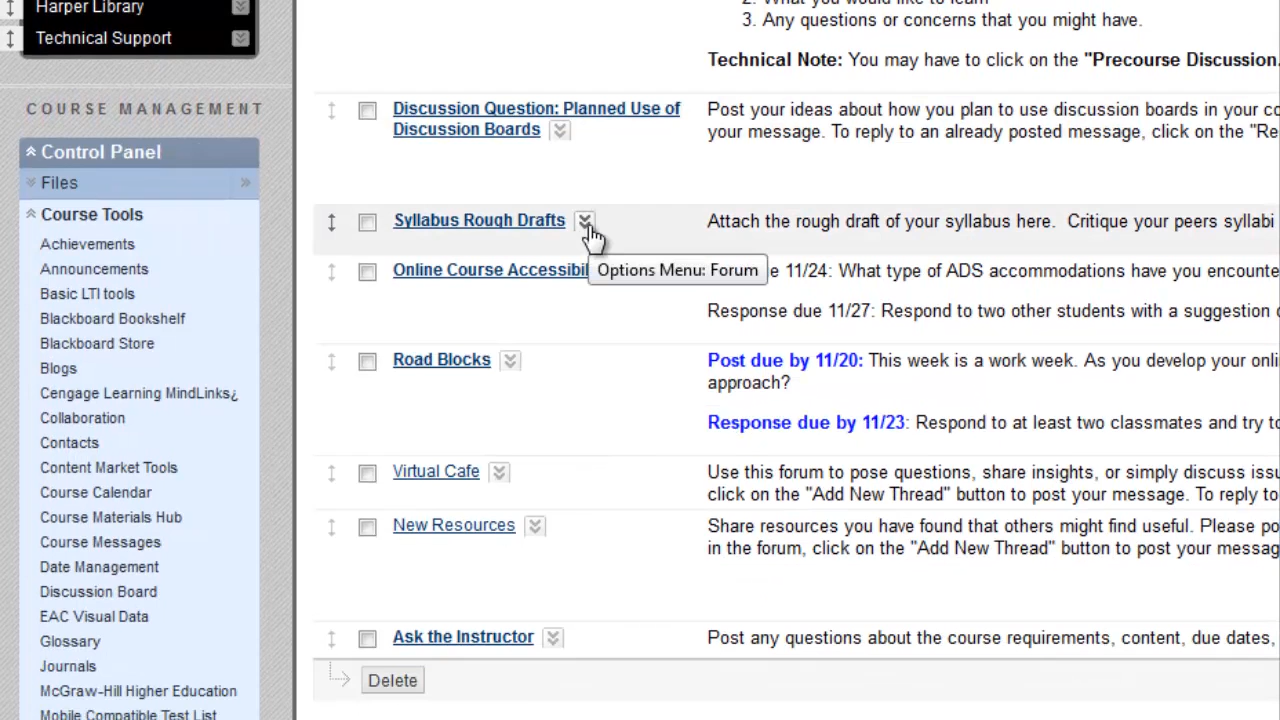 Harper Library
Technical Support
COURSE MANAGEMENT
Control Panel
Files
Course Tools
Achievements
Announcements
Basic LTI tools
Blackboard Bookshelf
Blackboard Store
Blogs
Cengage Learning MindLinks¿
Collaboration
Contacts
Content Market Tools
Course Calendar
Course Materials Hub
Course Messages
Date Management
Discussion Board
EAC Visual Data
Glossary
Journals
McGraw-Hill Higher Education
Mobile Compatible Test List
2. What you would like to learn
3. Any questions or concerns that you might have.
Technical Note: You may have to click on the "Precourse Discussion.
Discussion Question: Planned Use of
Discussion Boards
Post your ideas about how you plan to use discussion boards in your
your message. To reply to an already posted message, click on the
Syllabus Rough Drafts
Attach the rough draft of your syllabus here. Critique your peers syllabi
Options Menu: Forum
Online Course
11/24: What type of ADS accommodations have you
Response due 11/27: Respond to two other students with a suggestion
Road Blocks
Post due by 11/20: This week is a work week. As you develop your
approach?
Response due by 11/23: Respond to at least two classmates and try
Virtual Cafe
Use this forum to pose questions, share insights, or simply discuss
click on the "Add New Thread" button to post your message. To reply to
New Resources
Share resources you have found that others might find useful. Please
in the forum, click on the "Add New Thread" button to post your
Ask the Instructor
Post any questions about the course requirements, content, due dates,
Delete